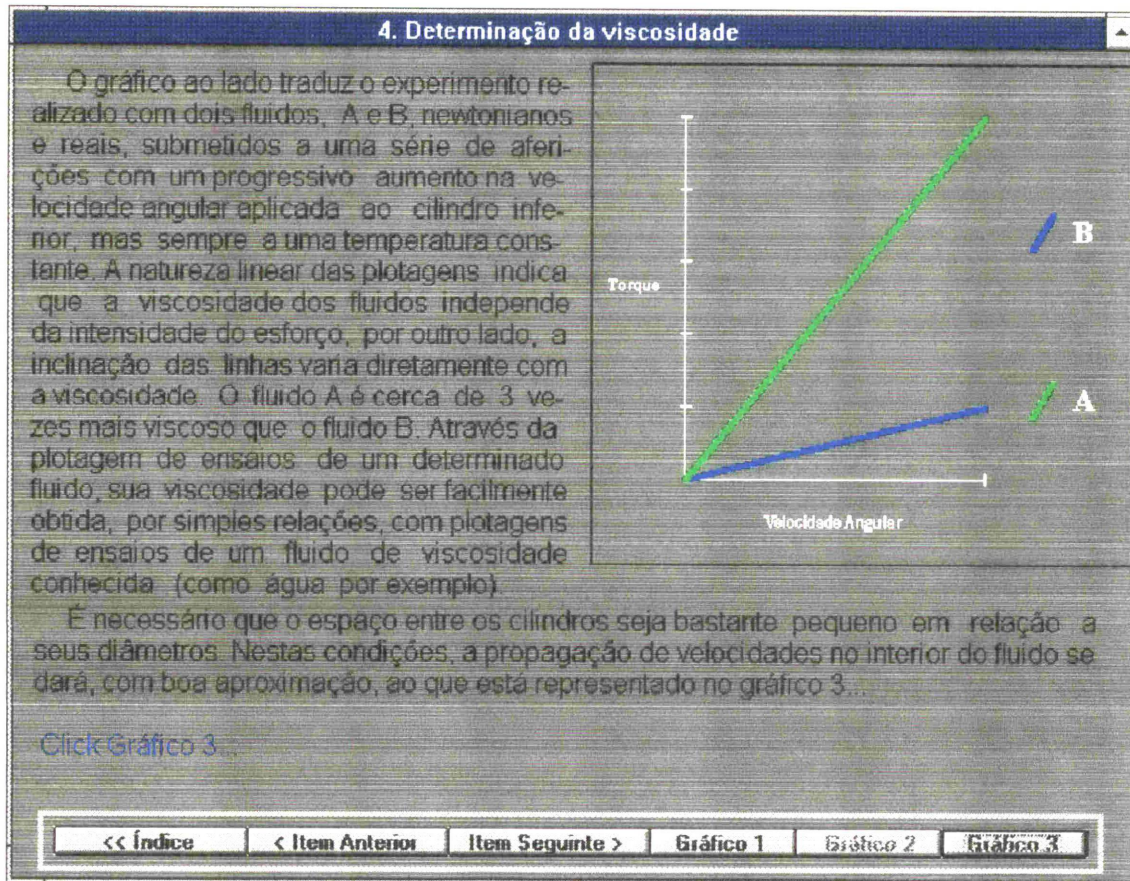 4. Determinação da viscosidade
O gráfico ao lado traduz o experimento re-
alizado com dois fluidos, A e B, newtonianos
e reais, submetidos a uma série de aferi-
ções com um progressivo aumento na ve-
locidade angular aplicada ao cilindro infe-
rior, mas sempre a uma temperatura cons-
tante. A natureza linear das plotagens indica
que a viscosidade dos fluidos independe
da intensidade do esforço, por outro lado, a
inclinação das linhas varia diretamente com
a viscosidade. O fluido A é cerca de 3 ve-
zes mais viscoso que o fluido B. Através da
plotagem de ensaios de um determinado
fluido, sua viscosidade pode ser facilmente
obtida, por simples relações, com plotagens
de ensaios de um fluido de viscosidade
conhecida (como água por exemplo).
É necessário que o espaço entre os cilindros seja bastante pequeno em relação a
seus diâmetros. Nestas condições, a propagação de velocidades no interior do fluido se
dará, com boa aproximação, ao que está representado no gráfico 3...
Click Gráfico 3...
Torque
B
A
Velocidade Angular
<< Índice
< Item Anterior
Item Seguinte >
Gráfico 1
Gráfico 2
Gráfico 3